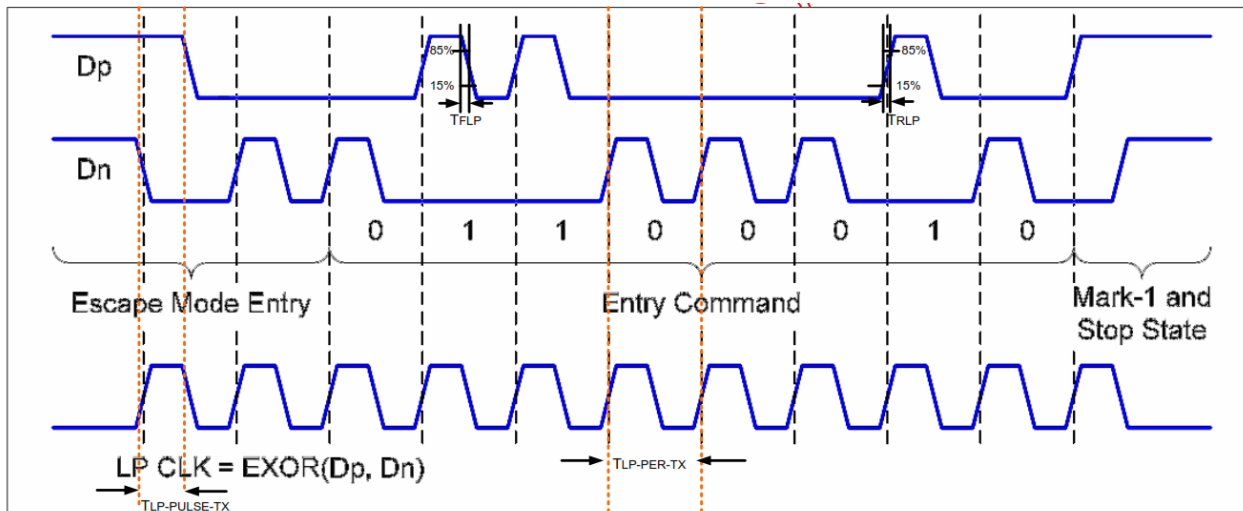 Dp
85%
15%
TFLP
85%
15%
TRLP
Dn
0 1 1 0 0 0 1 0
Escape Mode Entry
Entry Command
Mark-1 and
Stop State
LP CLK = EXOR(Dp, Dn)
TLP-PER-TX
TLP-PULSE-TX